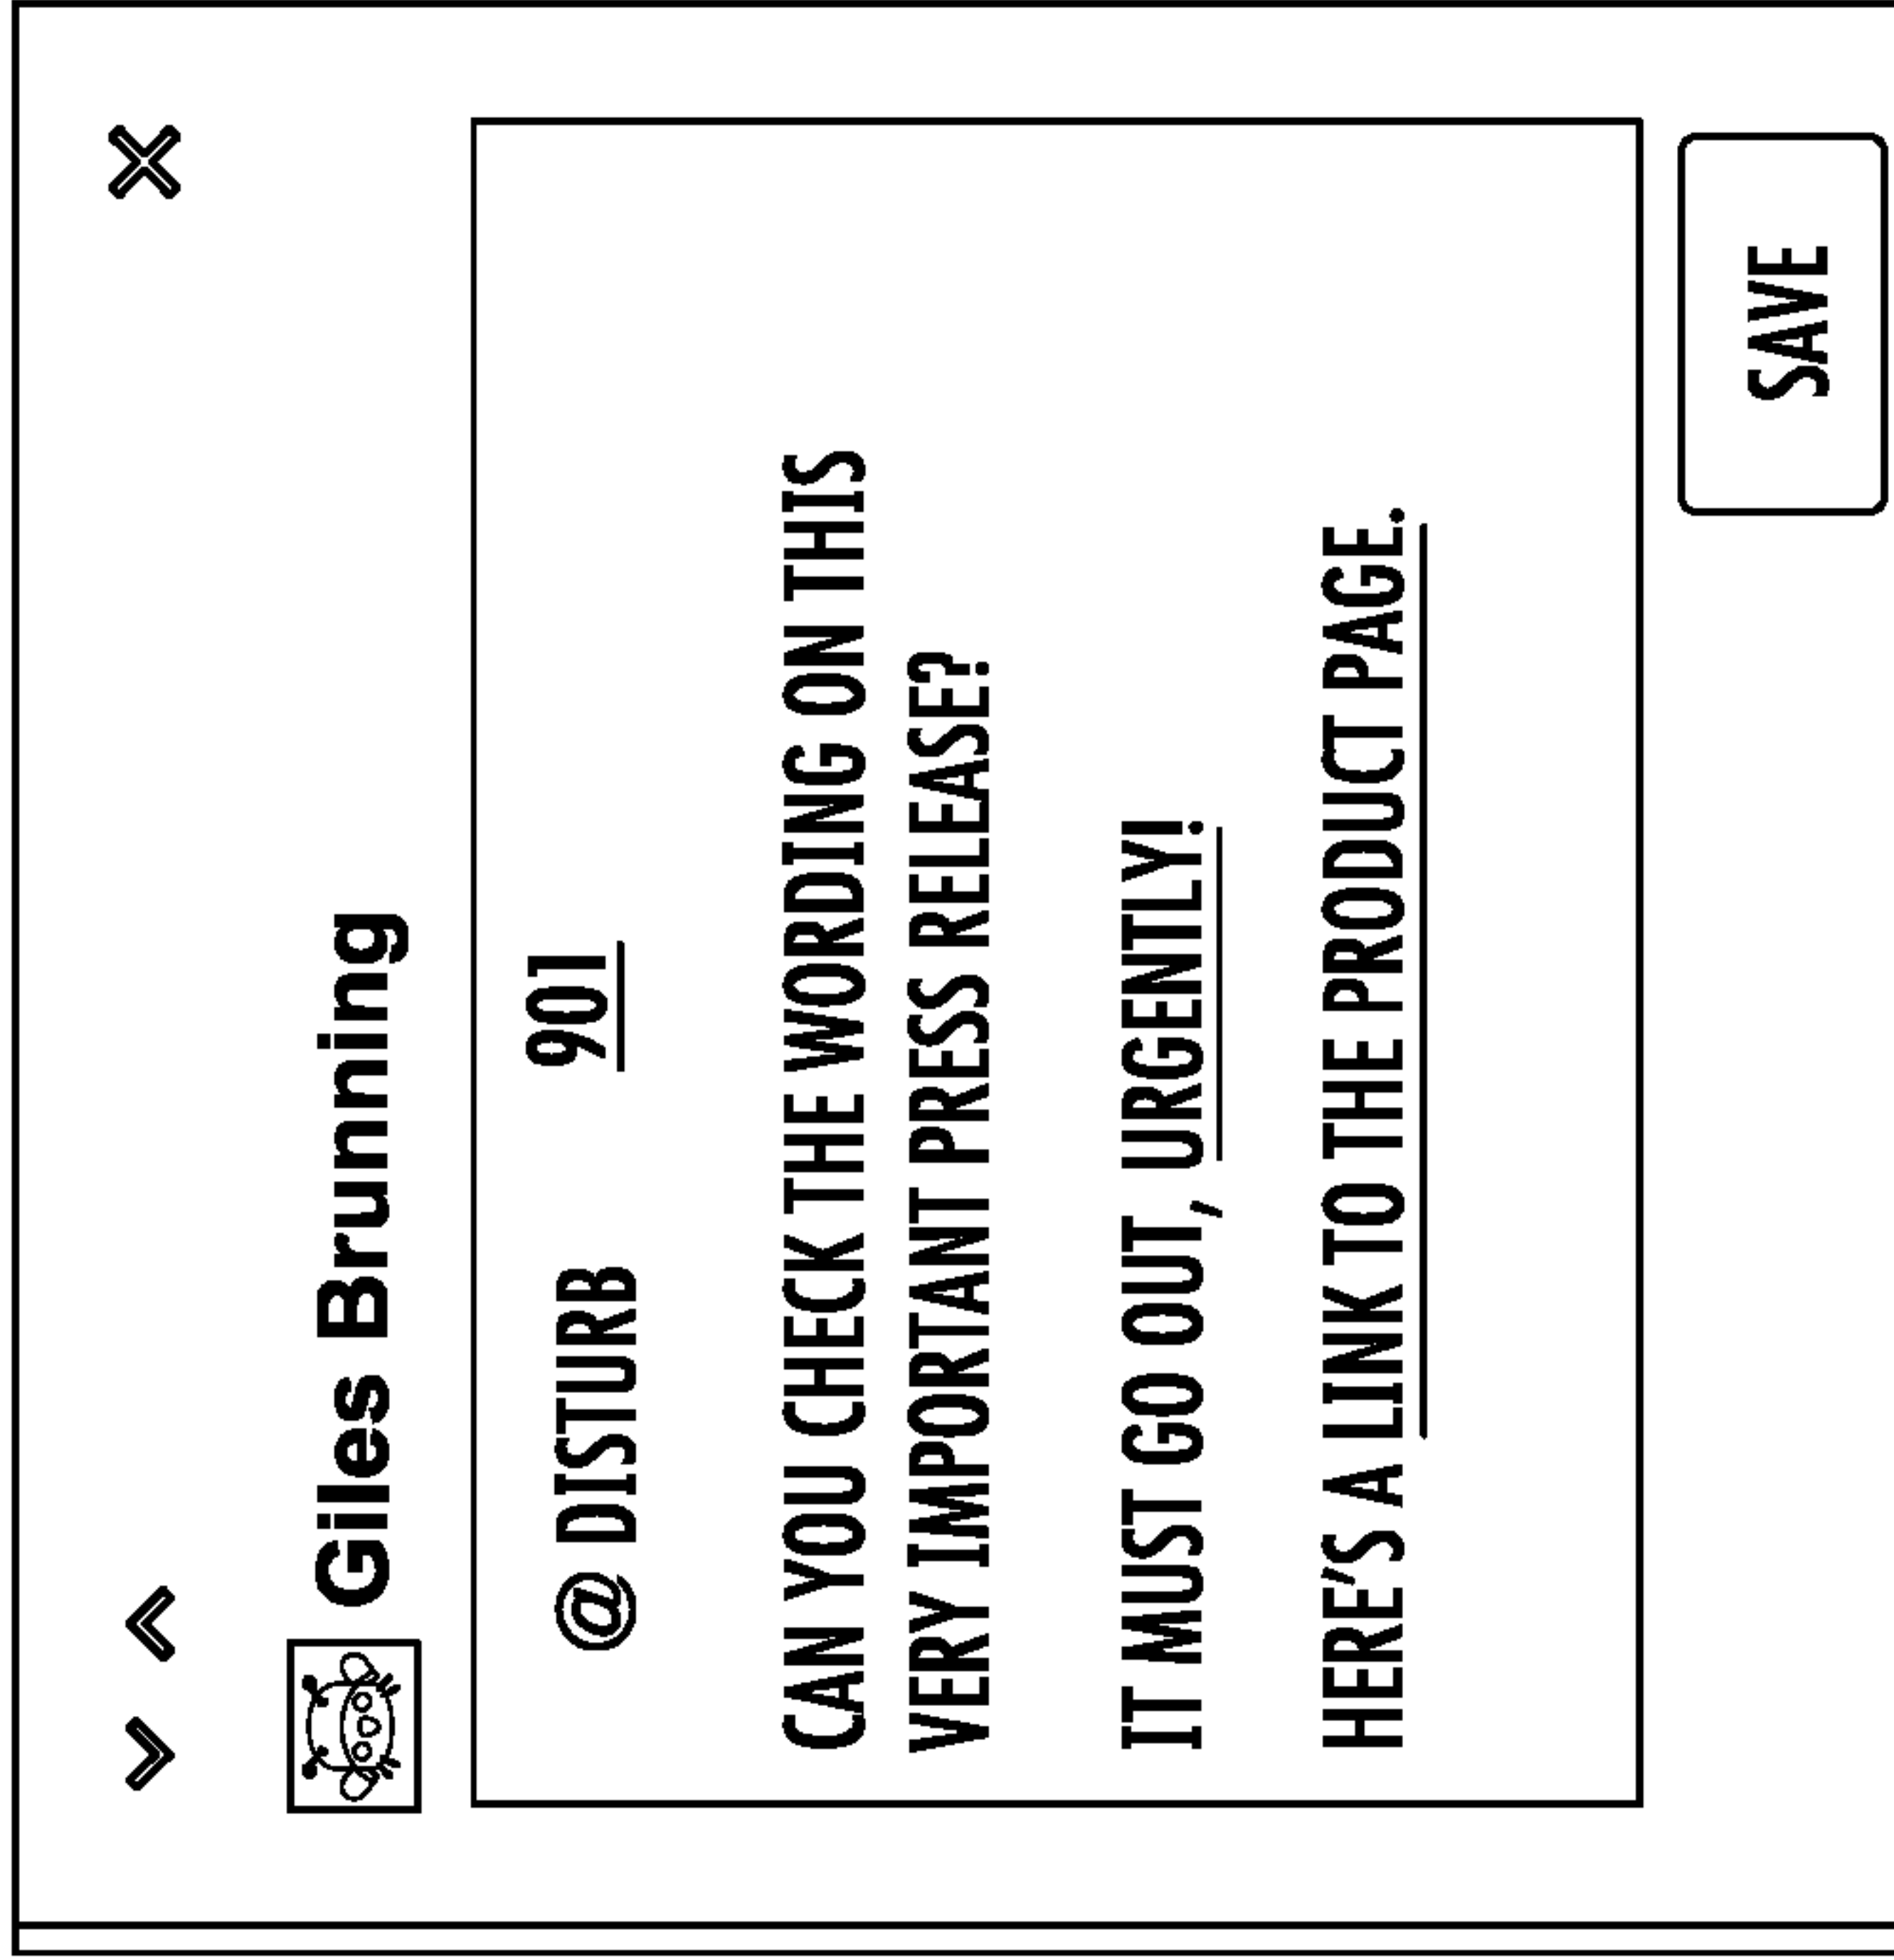 Giles Brunning
@ DISTURB 901
CAN YOU CHECK THE WORDING ON THIS
VERY IMPORTANT PRESS RELEASE?
IT MUST GO OUT, URGENTLY!
HERE'S A LINK TO THE PRODUCT PAGE.
SAVE